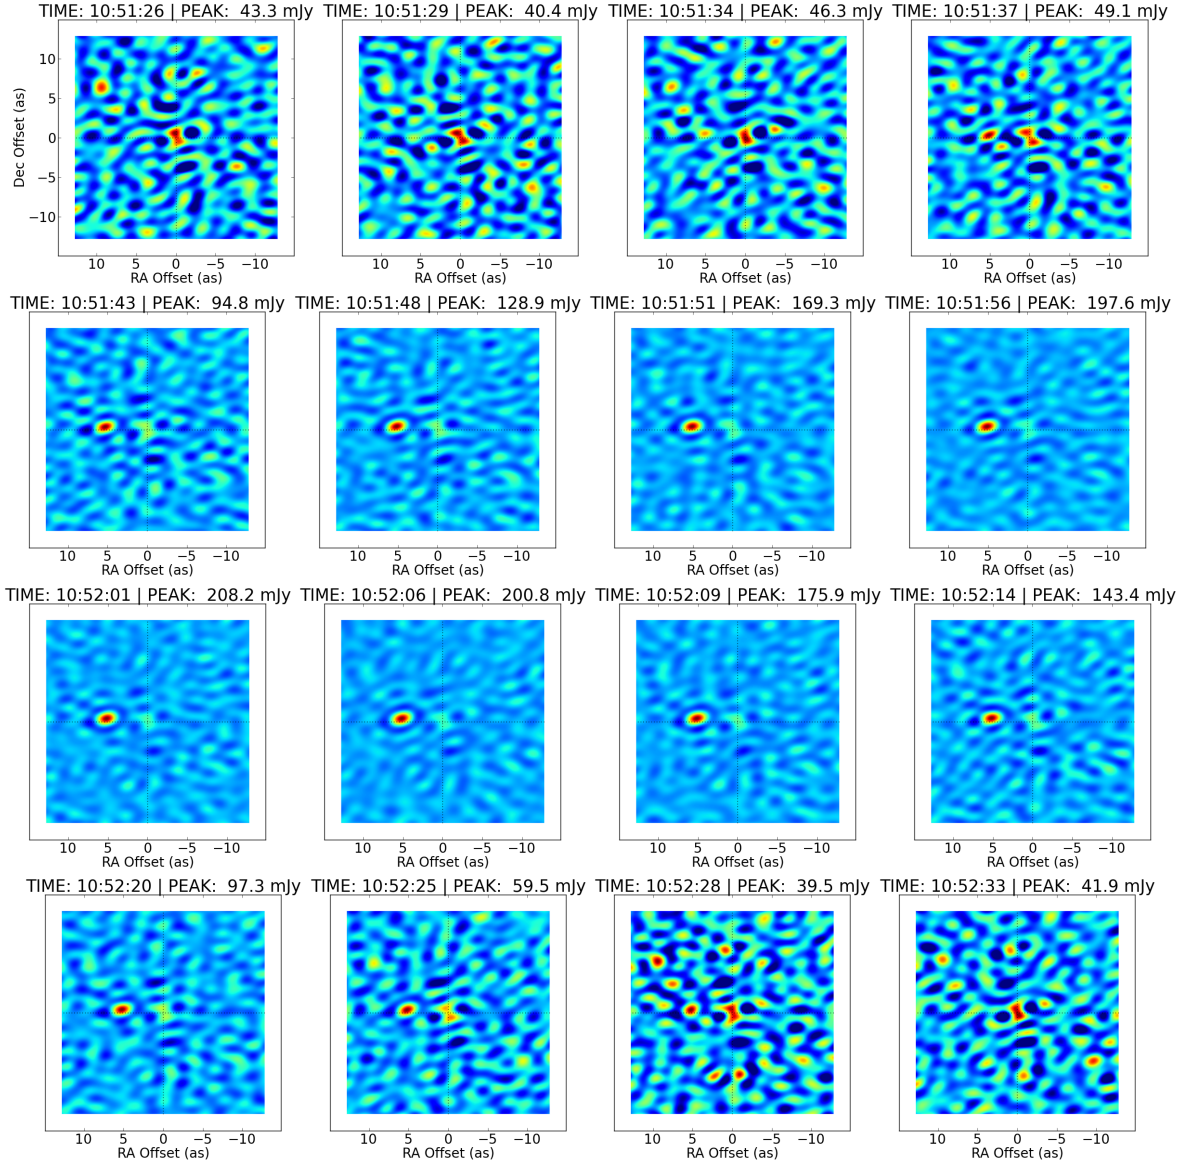 TIME: 10:51:26 | PEAK: 43.3 mJy
TIME: 10:51:29 | PEAK: 40.4 mJy
TIME: 10:51:34 | PEAK: 46.3 mJy
TIME: 10:51:37 | PEAK: 49.1 mJy
10
5
0
−5
−10
Dec Offset (as)
10 5 0 −5 −10
10 5 0 −5 −10
10 5 0 −5 −10
10 5 0 −5 −10
RA Offset (as)
RA Offset (as)
RA Offset (as)
RA Offset (as)
TIME: 10:51:43 | PEAK: 94.8 mJy
TIME: 10:51:48 | PEAK: 128.9 mJy
TIME: 10:51:51 | PEAK: 169.3 mJy
TIME: 10:51:56 | PEAK: 197.6 mJy
10 5 0 −5 −10
10 5 0 −5 −10
10 5 0 −5 −10
10 5 0 −5 −10
RA Offset (as)
RA Offset (as)
RA Offset (as)
RA Offset (as)
TIME: 10:52:01 | PEAK: 208.2 mJy
TIME: 10:52:06 | PEAK: 200.8 mJy
TIME: 10:52:09 | PEAK: 175.9 mJy
TIME: 10:52:14 | PEAK: 143.4 mJy
10 5 0 −5 −10
10 5 0 −5 −10
10 5 0 −5 −10
10 5 0 −5 −10
RA Offset (as)
RA Offset (as)
RA Offset (as)
RA Offset (as)
TIME: 10:52:20 | PEAK: 97.3 mJy
TIME: 10:52:25 | PEAK: 59.5 mJy
TIME: 10:52:28 | PEAK: 39.5 mJy
TIME: 10:52:33 | PEAK: 41.9 mJy
10 5 0 −5 −10
10 5 0 −5 −10
10 5 0 −5 −10
10 5 0 −5 −10
RA Offset (as)
RA Offset (as)
RA Offset (as)
RA Offset (as)